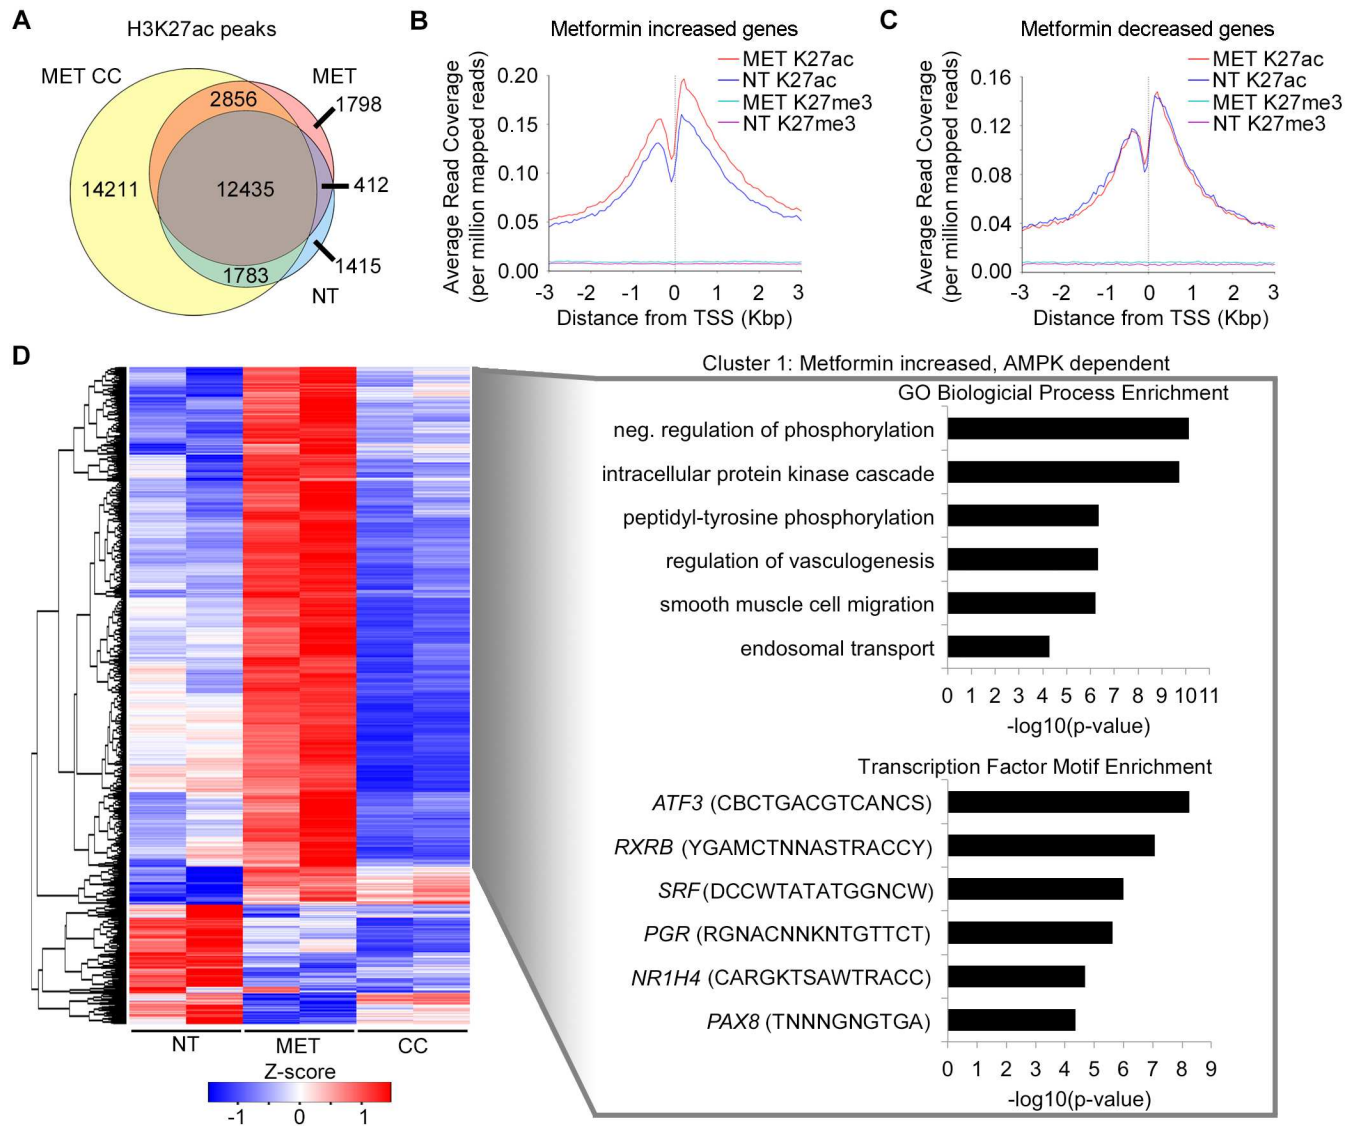 A
H3K27ac peaks
MET CC
MET
2856
1798
14211
12435
412
1783
1415
NT
B
Metformin increased genes
MET K27ac
NT K27ac
MET K27me3
NT K27me3
Average Read Coverage
(per million mapped reads)
0.20
0.15
0.10
0.05
0.00
-3 -2 -1 0 1 2 3
Distance from TSS (Kbp)
C
Metformin decreased genes
MET K27ac
NT K27ac
MET K27me3
NT K27me3
Average Read Coverage
(per million mapped reads)
0.16
0.12
0.08
0.04
0.00
-3 -2 -1 0 1 2 3
Distance from TSS (Kbp)
D
NT MET CC
Z-score
-1 0 1
Cluster 1: Metformin increased, AMPK dependent
GO Biologicial Process Enrichment
neg. regulation of phosphorylation
intracellular protein kinase cascade
peptidyl-tyrosine phosphorylation
regulation of vasculogenesis
smooth muscle cell migration
endosomal transport
0 1 2 3 4 5 6 7 8 9 10 11
-log10(p-value)
Transcription Factor Motif Enrichment
ATF3 (CBCTGACGTCANCS)
RXRB (YGAMCTNNASTRACCY)
SRF(DCCWTATATGGNCW)
PGR (RGNACNNKNTGTTCT)
NR1H4 (CARGKTSAWTRACC)
PAX8 (TNNNGNGTGA)
0 1 2 3 4 5 6 7 8 9
-log10(p-value)